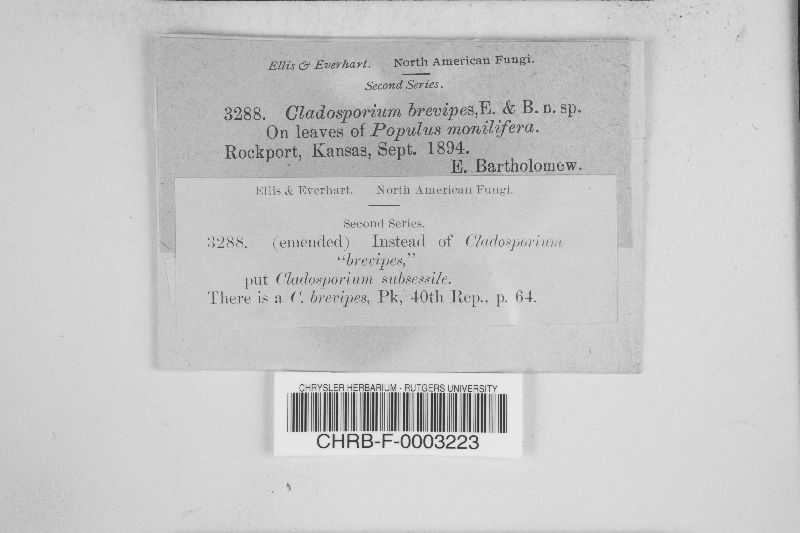 Ellis & Everhart. North American Fungi.
Second Series.
3288. Cladosporium brevipes, E. & B. n. sp.
On leaves of Populus monilifera.
Rockport, Kansas, Sept. 1894.
E. Bartholomew.
Ellis & Everhart. North American Fungi.
Second Series.
3288. (emended) Instead of Cladosporium
"brevipes,"
put Cladosporium subsessile.
There is a C. brevipes, Pk, 40th Rep., p. 64.
CHRYSLER HERBARIUM - RUTGERS UNIVERSITY
CHRB-F-0003223